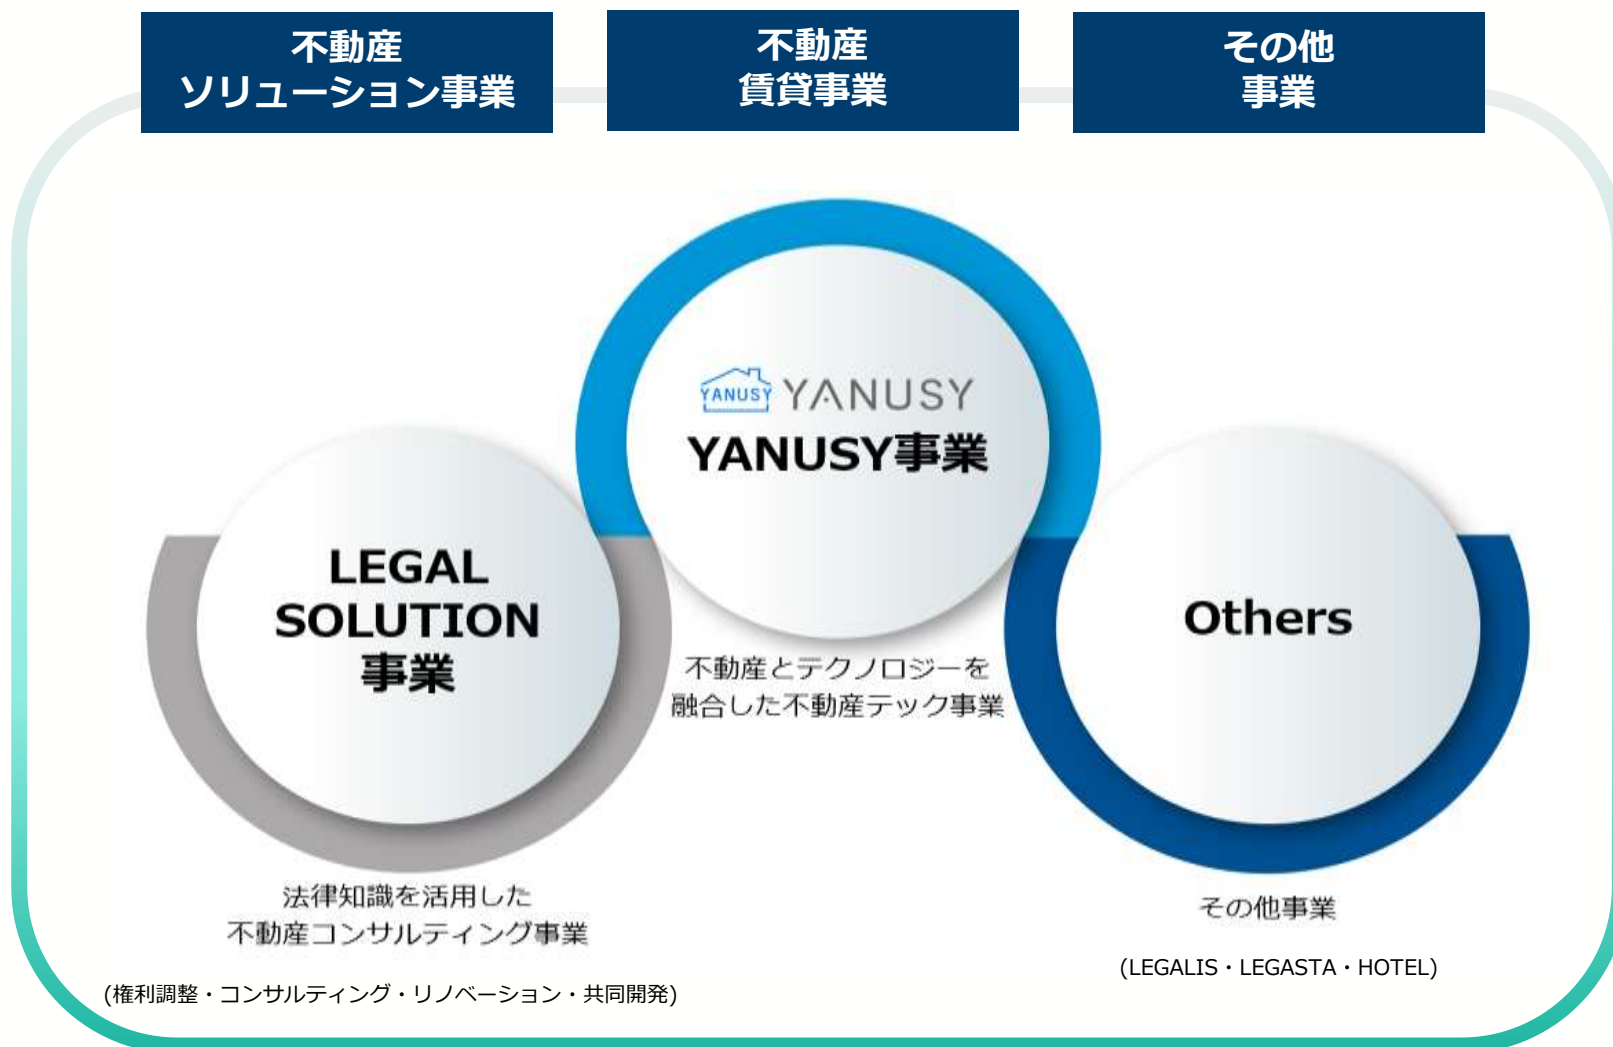 不動産
ソリューション事業
不動産
賃貸事業
その他
事業
YANUSY
YANUSY
YANUSY事業
LEGAL
SOLUTION
事業
Others
不動産とテクノロジーを
融合した不動産テック事業
法律知識を活用した
不動産コンサルティング事業
(権利調整・コンサルティング・リノベーション・共同開発)
その他事業
(LEGALIS・LEGASTA・HOTEL)